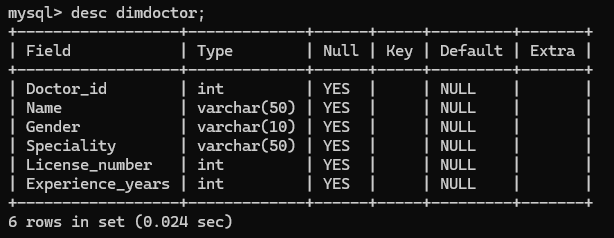 mysql> desc dimdoctor;
+------------------+-------------+------+-----+---------+-------+
| Field            | Type        | Null | Key | Default | Extra |
+------------------+-------------+------+-----+---------+-------+
| Doctor_id        | int         | YES  |     | NULL    |       |
| Name             | varchar(50) | YES  |     | NULL    |       |
| Gender           | varchar(10) | YES  |     | NULL    |       |
| Speciality       | varchar(50) | YES  |     | NULL    |       |
| License_number   | int         | YES  |     | NULL    |       |
| Experience_years | int         | YES  |     | NULL    |       |
+------------------+-------------+------+-----+---------+-------+
6 rows in set (0.024 sec)